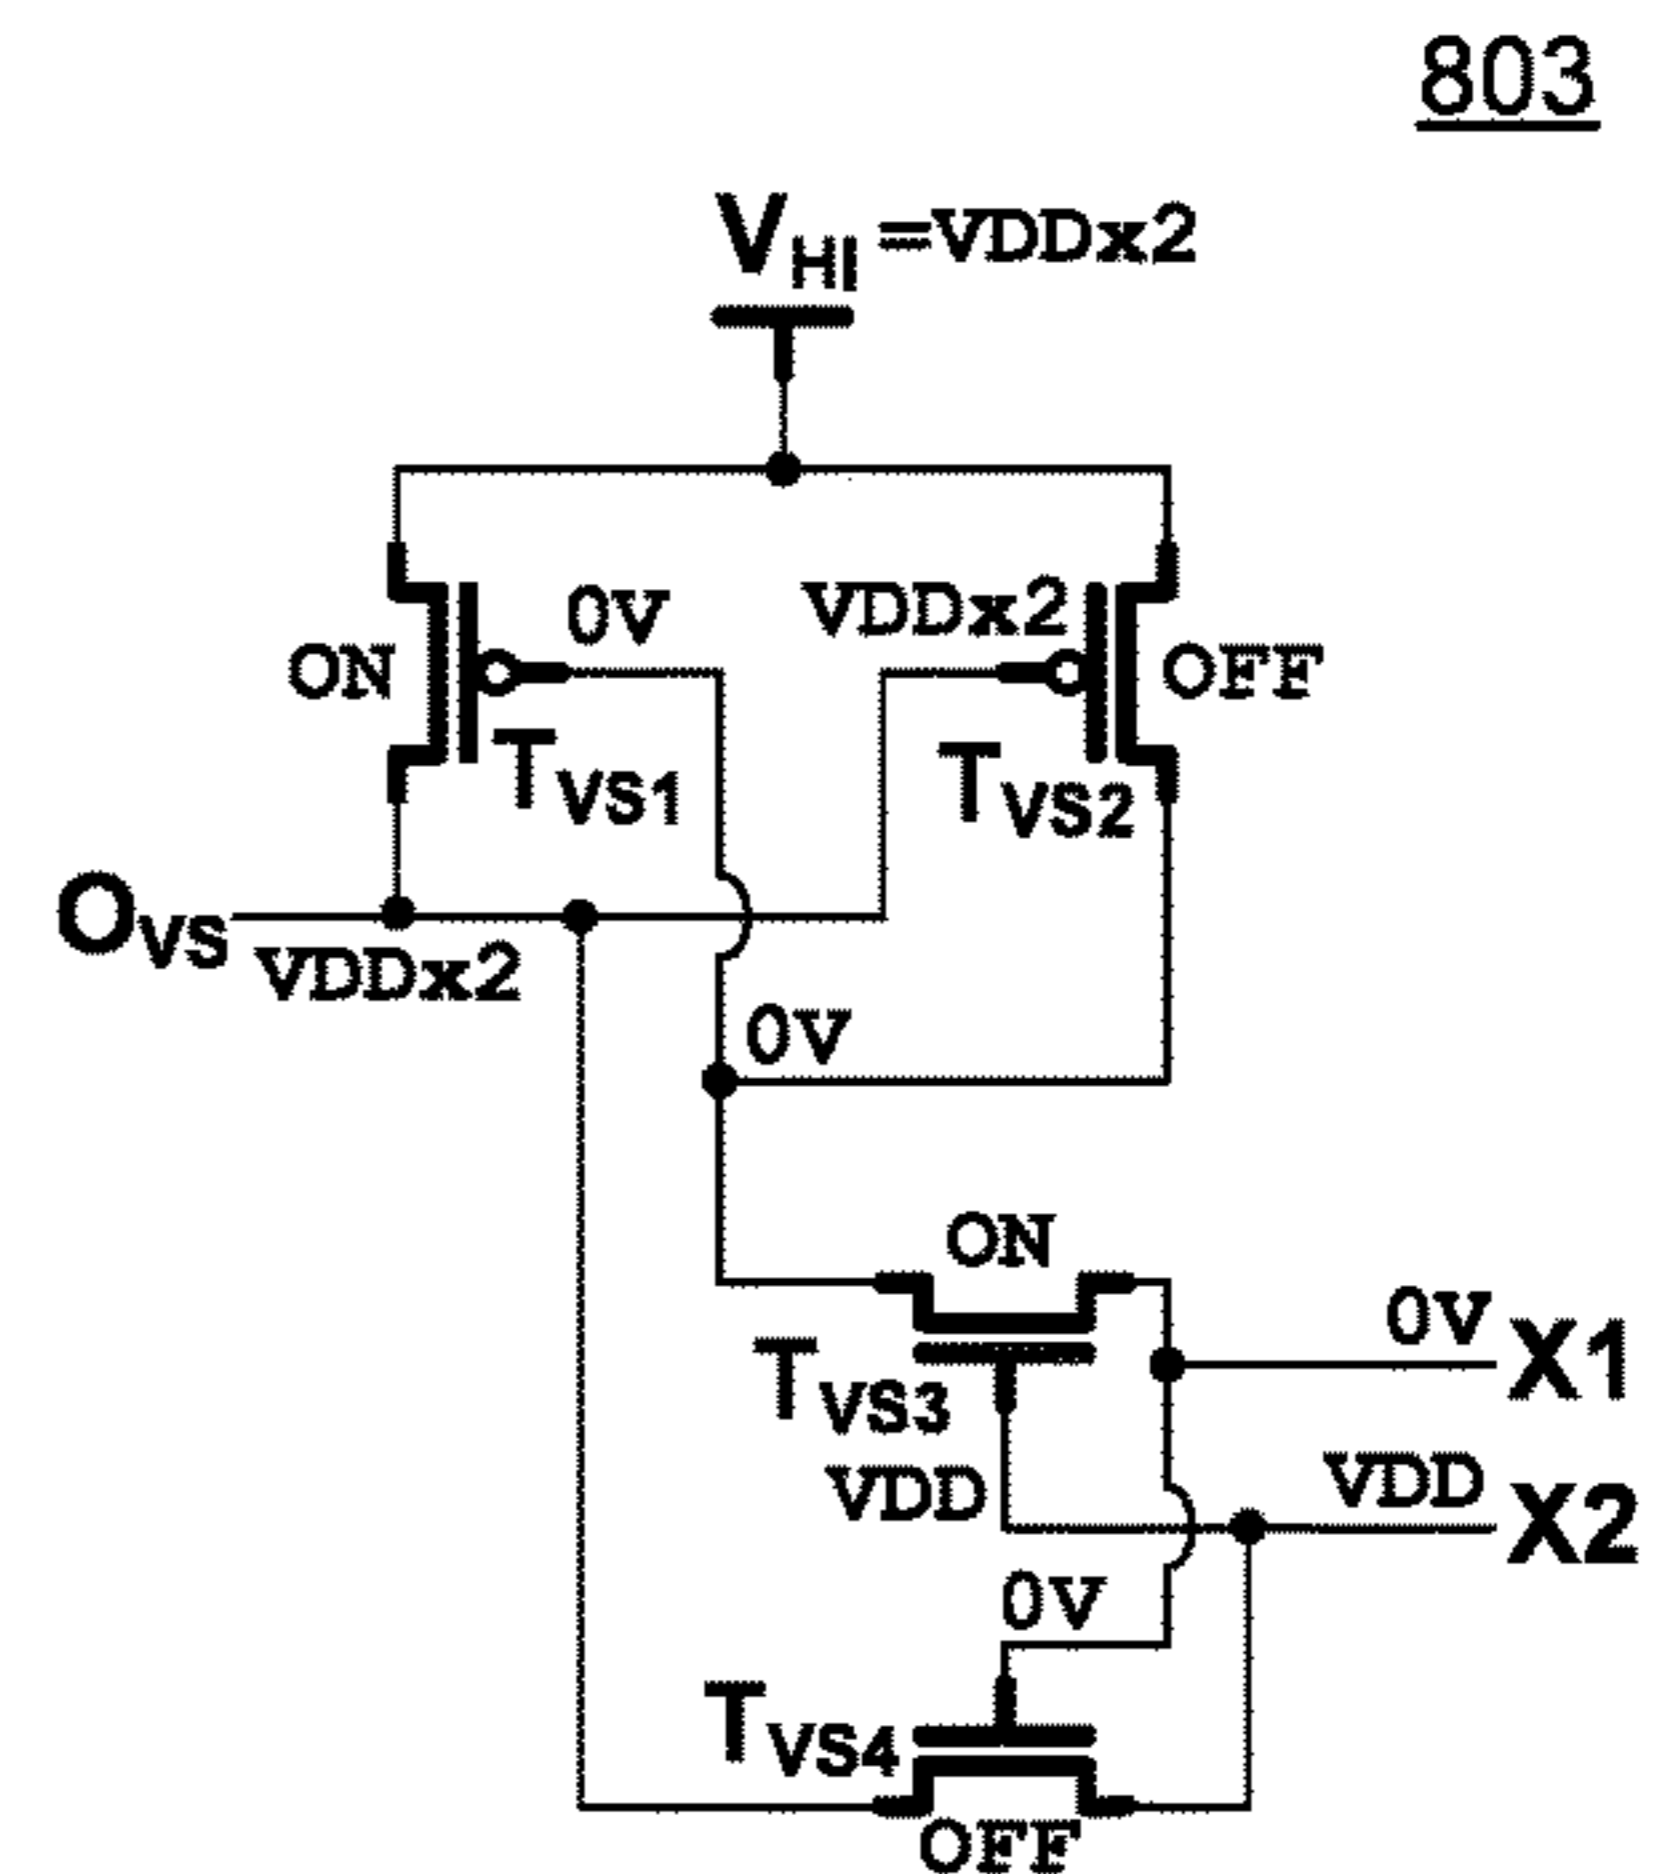 803
VHI =VDDx2
0V
VDDx2
ON
OFF
TVS1
TVS2
OVS
VDDx2
0V
ON
0V
X1
TVS3
VDD
VDD
X2
0V
TVS4
OFF